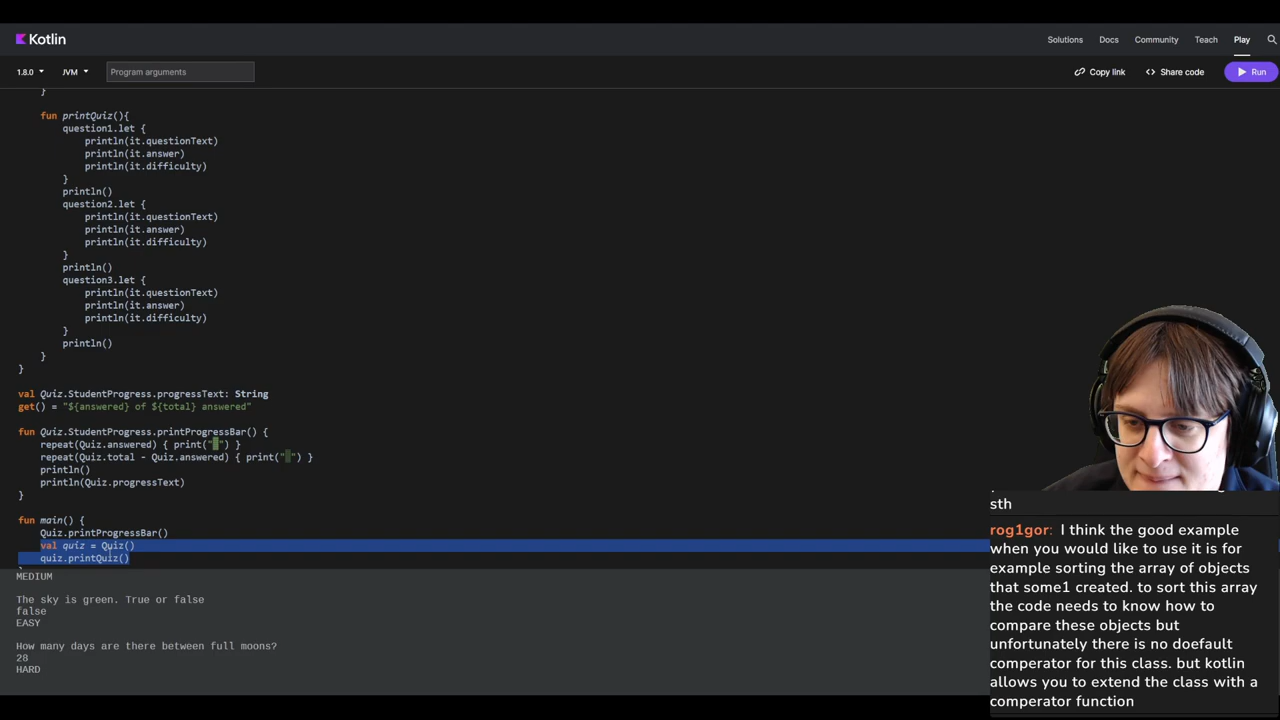 Kotlin
Solutions
Docs
Community
Teach
Play
1.8.0
JVM
Program arguments
Copy link
Share code
Run
}
fun printQuiz(){
question1.let {
println(it.questionText)
println(it.answer)
println(it.difficulty)
}
println()
question2.let {
println(it.questionText)
println(it.answer)
println(it.difficulty)
}
println()
question3.let {
println(it.questionText)
println(it.answer)
println(it.difficulty)
}
println()
}
}
val Quiz.StudentProgress.progressText: String
get() = "${answered} of ${total} answered"
fun Quiz.StudentProgress.printProgressBar() {
repeat(Quiz.answered) { print("▓") }
repeat(Quiz.total - Quiz.answered) { print("▒") }
println()
println(Quiz.progressText)
}
fun main() {
Quiz.printProgressBar()
val quiz = Quiz()
quiz.printQuiz()
MEDIUM
The sky is green. True or false
false
EASY
How many days are there between full moons?
28
HARD
sth
rog1gor: I think the good example
when you would like to use it is for
example sorting the array of objects
that some1 created. to sort this array
the code needs to know how to
compare these objects but
unfortunately there is no doefault
comperator for this class. but kotlin
allows you to extend the class with a
comperator function